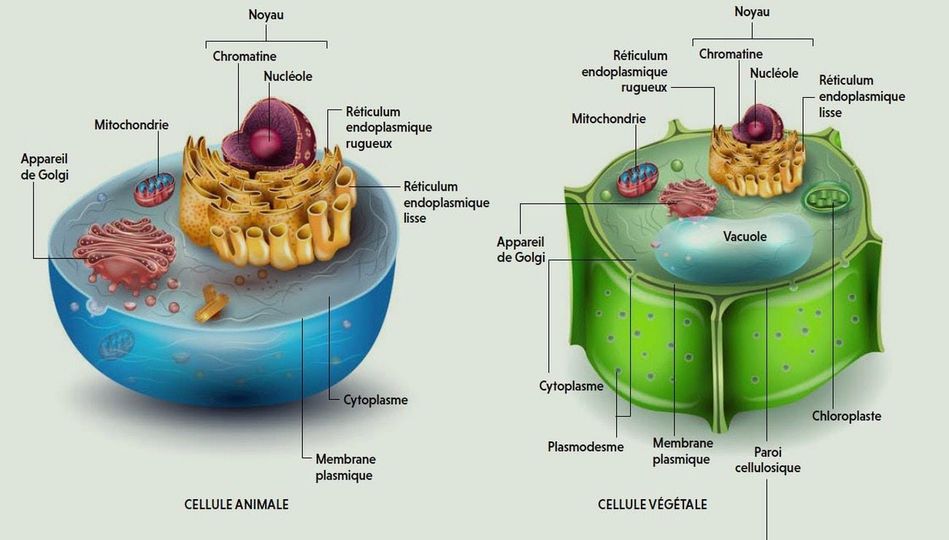 Noyau
Chromatine
Nucléole
Mitochondrie
Réticulum
endoplasmique
rugueux
Appareil
de Golgi
Réticulum
endoplasmique
lisse
Cytoplasme
Membrane
plasmique
CELLULE ANIMALE
Noyau
Chromatine
Réticulum
endoplasmique
rugueux
Nucléole
Réticulum
endoplasmique
lisse
Mitochondrie
Appareil
de Golgi
Vacuole
Cytoplasme
Chloroplaste
Plasmodesme
Membrane
plasmique
Paroi
cellulosique
CELLULE VÉGÉTALE